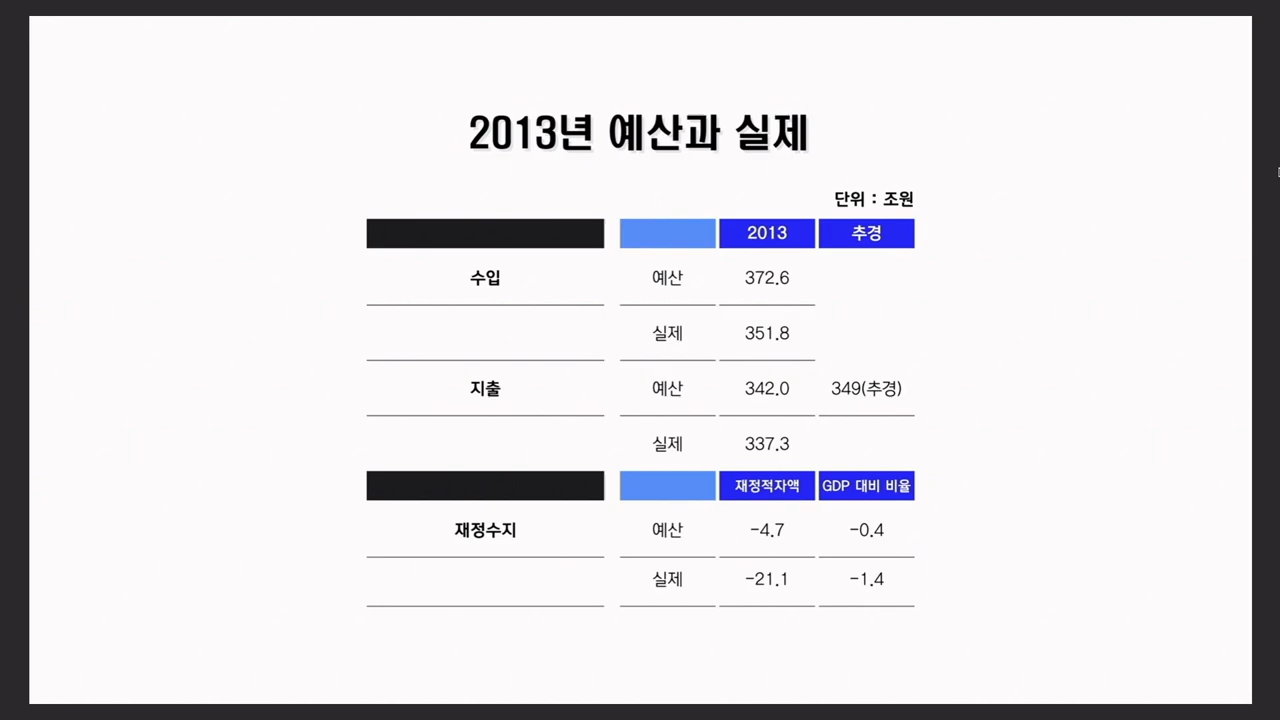 2013년 예산과 실제
단위 : 조원
2013 추경
수입 예산 372.6
실제 351.8
지출 예산 342.0 349(추경)
실제 337.3
재정적자액 GDP 대비 비율
재정수지 예산 -4.7 -0.4
실제 -21.1 -1.4